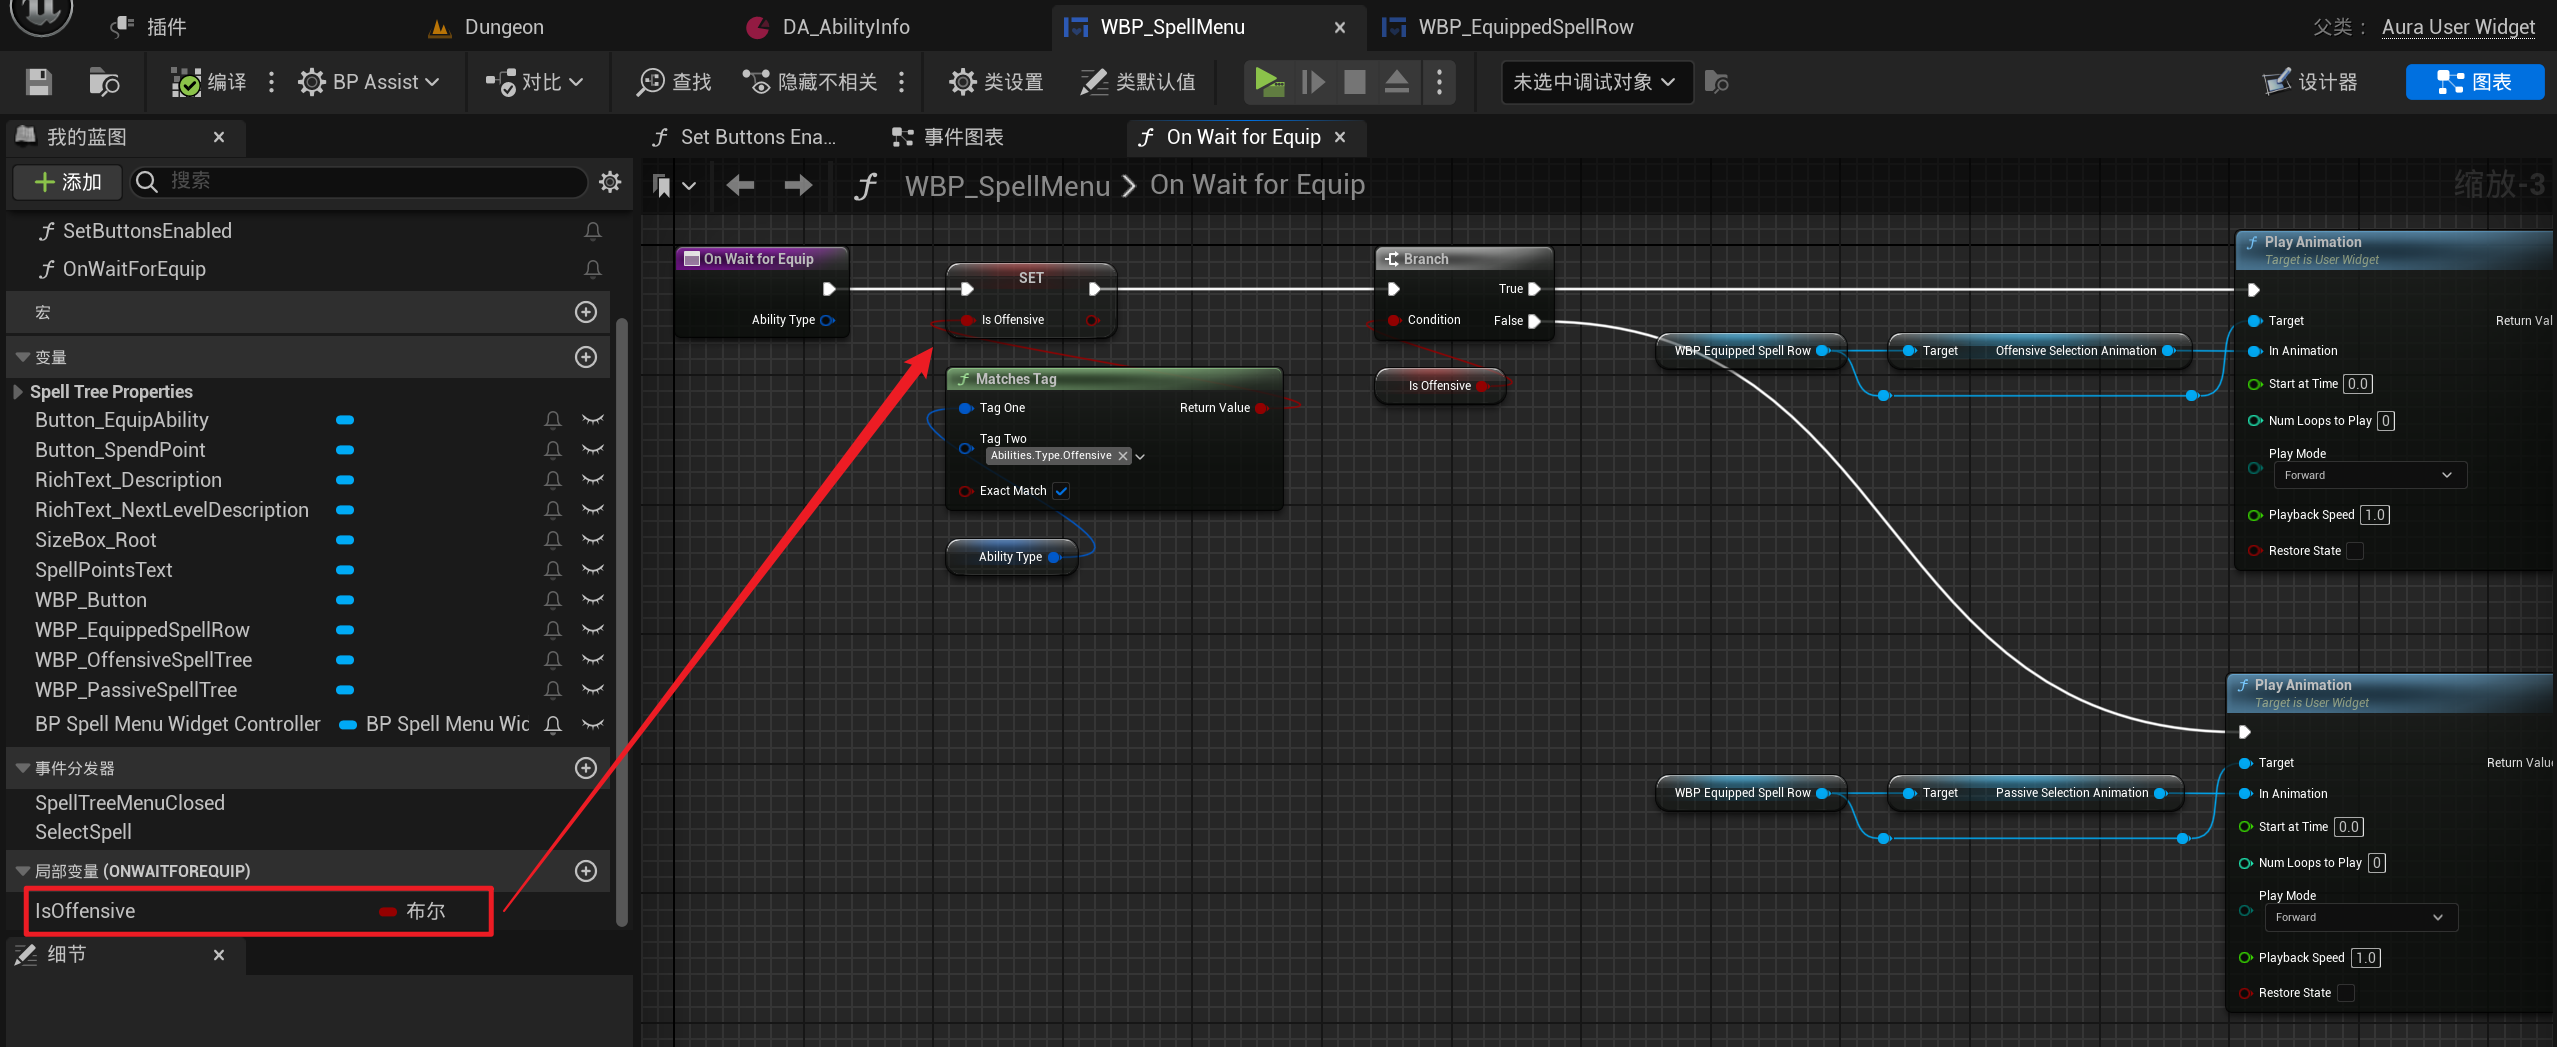 插件
Dungeon
DA_AbilityInfo
WBP_SpellMenu
WBP_EquippedSpellRow
父类：
Aura User Widget
编译
BP Assist
对比
查找
隐藏不相关
类设置
类默认值
未选中调试对象
设计器
图表
我的蓝图
Set Buttons Ena...
事件图表
On Wait for Equip
添加
搜索
WBP_SpellMenu
On Wait for Equip
缩放-3
SetButtonsEnabled
OnWaitForEquip
宏
变量
Spell Tree Properties
Button_EquipAbility
Button_SpendPoint
RichText_Description
RichText_NextLevelDescription
SizeBox_Root
SpellPointsText
WBP_Button
WBP_EquippedSpellRow
WBP_OffensiveSpellTree
WBP_PassiveSpellTree
BP Spell Menu Widget Controller
BP Spell Menu Wic
事件分发器
SpellTreeMenuClosed
SelectSpell
局部变量 (ONWAITFOREQUIP)
IsOffensive
布尔
细节
On Wait for Equip
Ability Type
SET
Is Offensive
Matches Tag
Tag One
Return Value
Tag Two
Abilities.Type.Offensive
Exact Match
Ability Type
Branch
True
Condition
False
Is Offensive
WBP Equipped Spell Row
Target
Offensive Selection Animation
Play Animation
Target is User Widget
Target
Return Val
In Animation
Start at Time 0.0
Num Loops to Play 0
Play Mode
Forward
Playback Speed 1.0
Restore State
WBP Equipped Spell Row
Target
Passive Selection Animation
Play Animation
Target is User Widget
Target
Return Valu
In Animation
Start at Time 0.0
Num Loops to Play 0
Play Mode
Forward
Playback Speed 1.0
Restore State